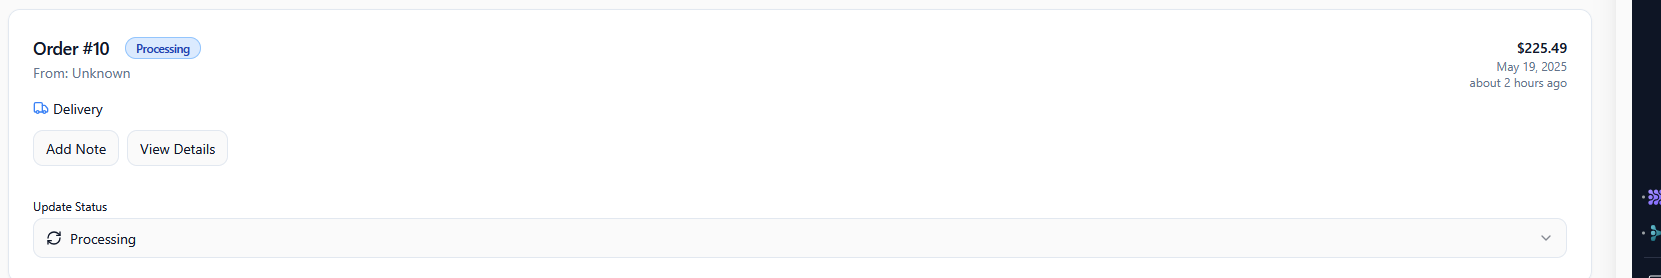 Order #10
Processing
$225.49
From: Unknown
May 19, 2025
about 2 hours ago
Delivery
Add Note
View Details
Update Status
Processing